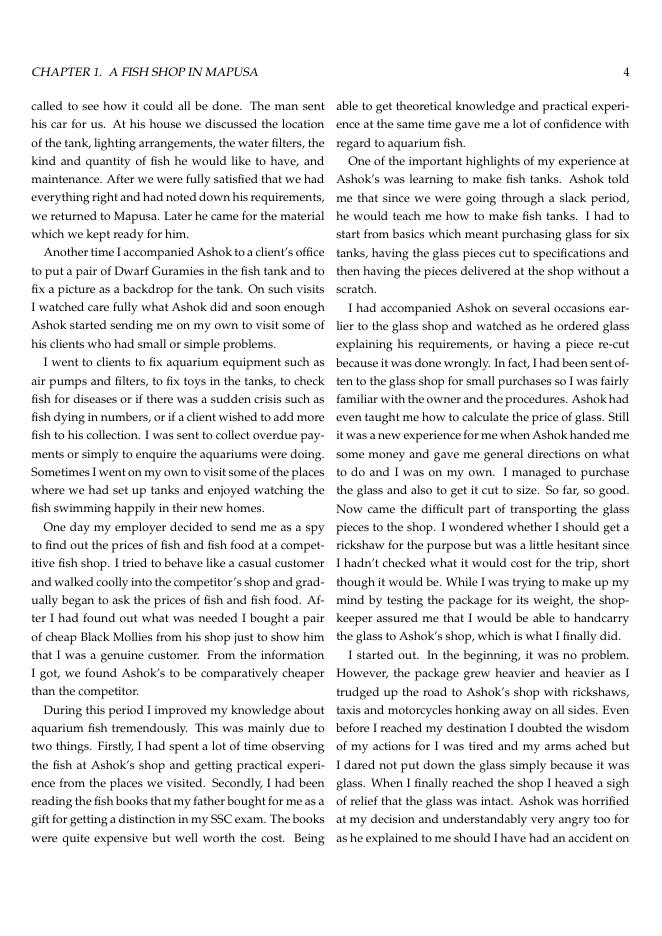 CHAPTER 1. A FISH SHOP IN MAPUSA 4
called to see how it could all be done. The man sent
his car for us. At his house we discussed the location
of the tank, lighting arrangements, the water filters, the
kind and quantity of fish he would like to have, and
maintenance. After we were fully satisfied that we had
everything right and had noted down his requirements,
we returned to Mapusa. Later he came for the material
which we kept ready for him.
Another time I accompanied Ashok to a client's office
to put a pair of Dwarf Guramies in the fish tank and to
fix a picture as a backdrop for the tank. On such visits
I watched care fully what Ashok did and soon enough
Ashok started sending me on my own to visit some of
his clients who had small or simple problems.
I went to clients to fix aquarium equipment such as
air pumps and filters, to fix toys in the tanks, to check
fish for diseases or if there was a sudden crisis such as
fish dying in numbers, or if a client wished to add more
fish to his collection. I was sent to collect overdue pay-
ments or simply to enquire the aquariums were doing.
Sometimes I went on my own to visit some of the places
where we had set up tanks and enjoyed watching the
fish swimming happily in their new homes.
One day my employer decided to send me as a spy
to find out the prices of fish and fish food at a compet-
itive fish shop. I tried to behave like a casual customer
and walked coolly into the competitor's shop and grad-
ually began to ask the prices of fish and fish food. Af-
ter I had found out what was needed I bought a pair
of cheap Black Mollies from his shop just to show him
that I was a genuine customer. From the information
I got, we found Ashok's to be comparatively cheaper
than the competitor.
During this period I improved my knowledge about
aquarium fish tremendously. This was mainly due to
two things. Firstly, I had spent a lot of time observing
the fish at Ashok's shop and getting practical experi-
ence from the places we visited. Secondly, I had been
reading the fish books that my father bought for me as a
gift for getting a distinction in my SSC exam. The books
were quite expensive but well worth the cost. Being
able to get theoretical knowledge and practical experi-
ence at the same time gave me a lot of confidence with
regard to aquarium fish.
One of the important highlights of my experience at
Ashok's was learning to make fish tanks. Ashok told
me that since we were going through a slack period,
he would teach me how to make fish tanks. I had to
start from basics which meant purchasing glass for six
tanks, having the glass pieces cut to specifications and
then having the pieces delivered at the shop without a
scratch.
I had accompanied Ashok on several occasions ear-
lier to the glass shop and watched as he ordered glass
explaining his requirements, or having a piece re-cut
because it was done wrongly. In fact, I had been sent of-
ten to the glass shop for small purchases so I was fairly
familiar with the owner and the procedures. Ashok had
even taught me how to calculate the price of glass. Still
it was a new experience for me when Ashok handed me
some money and gave me general directions on what
to do and I was on my own. I managed to purchase
the glass and also to get it cut to size. So far, so good.
Now came the difficult part of transporting the glass
pieces to the shop. I wondered whether I should get a
rickshaw for the purpose but was a little hesitant since
I hadn't checked what it would cost for the trip, short
though it would be. While I was trying to make up my
mind by testing the package for its weight, the shop-
keeper assured me that I would be able to handcarry
the glass to Ashok's shop, which is what I finally did.
I started out. In the beginning, it was no problem.
However, the package grew heavier and heavier as I
trudged up the road to Ashok's shop with rickshaws,
taxis and motorcycles honking away on all sides. Even
before I reached my destination I doubted the wisdom
of my actions for I was tired and my arms ached but
I dared not put down the glass simply because it was
glass. When I finally reached the shop I heaved a sigh
of relief that the glass was intact. Ashok was horrified
at my decision and understandably very angry too for
as he explained to me should I have had an accident on